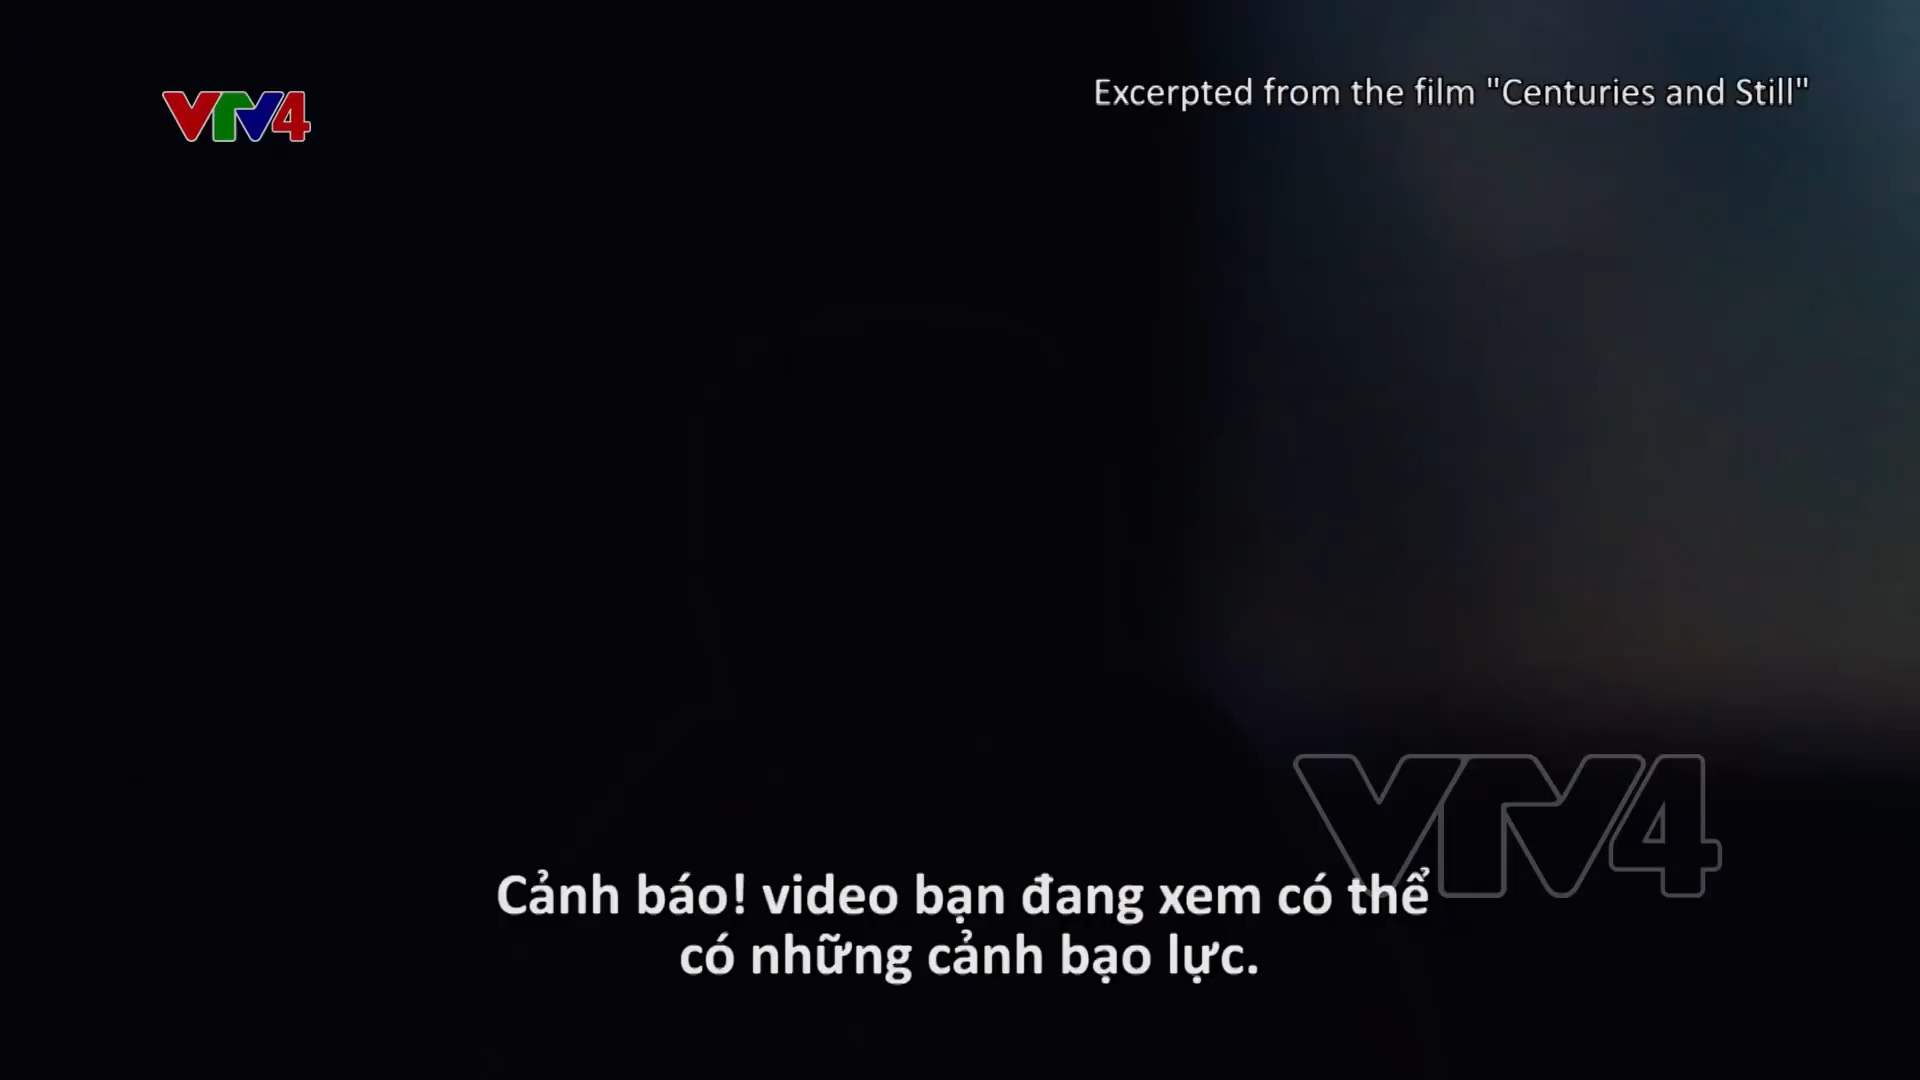 VTV4
Excerpted from the film "Centuries and Still"
VTV4
Cảnh báo! video bạn đang xem có thể
có những cảnh bạo lực.